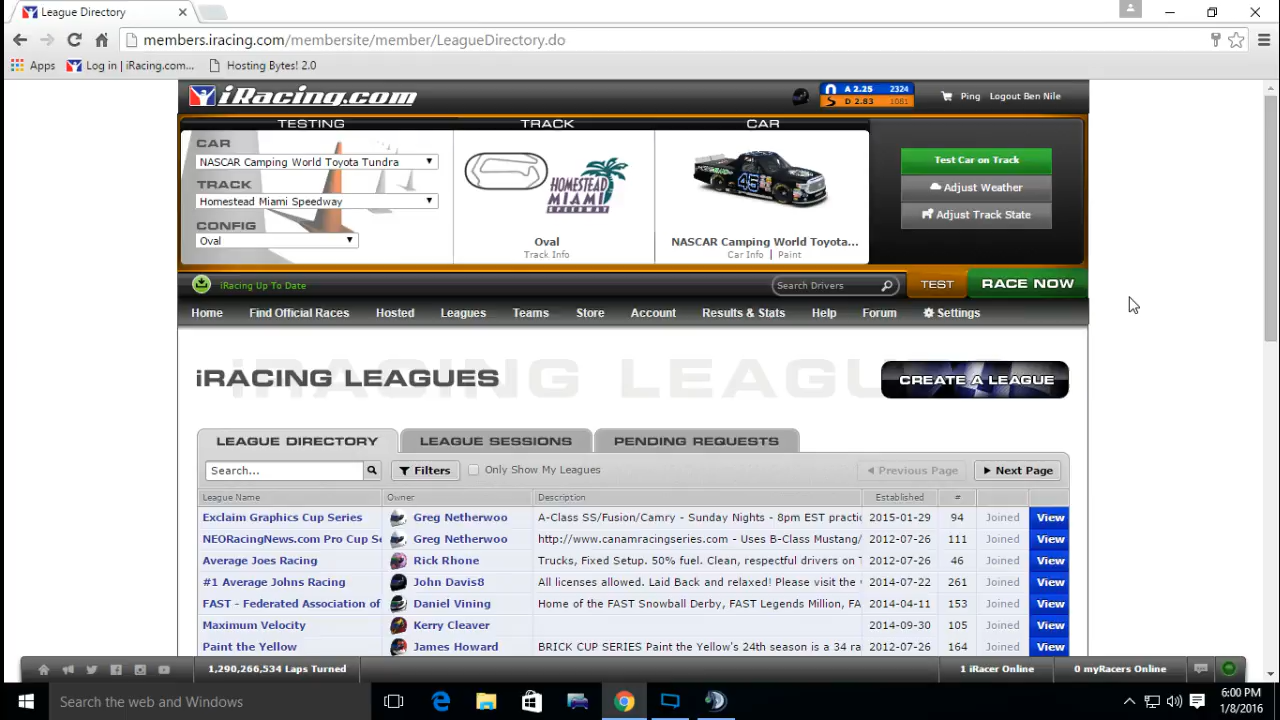 League Directory
members.iracing.com/membersite/member/LeagueDirectory.do
Apps Log in | iRacing.com... Hosting Bytes! 2.0
iRacing.com
A 2.25 2324
D 2.83 1081
Ping Logout Ben Nile
TESTING TRACK CAR
CAR
NASCAR Camping World Toyota Tundra
TRACK
Homestead Miami Speedway
CONFIG
Oval
HOMESTEAD
MIAMI
SPEEDWAY
Oval
Track Info
45
NASCAR Camping World Toyota...
Car Info | Paint
Test Car on Track
Adjust Weather
Adjust Track State
iRacing Up To Date
Search Drivers
TEST
RACE NOW
Home Find Official Races Hosted Leagues Teams Store Account Results & Stats Help Forum Settings
iRACING LEAGUES
CREATE A LEAGUE
LEAGUE DIRECTORY LEAGUE SESSIONS PENDING REQUESTS
Search... Filters Only Show My Leagues Previous Page Next Page
League Name Owner Description Established #
Exclaim Graphics Cup Series Greg Netherwoo A-Class SS/Fusion/Camry - Sunday Nights - 8pm EST practi 2015-01-29 94 Joined View
NEORacingNews.com Pro Cup Se Greg Netherwoo http://www.canamracingseries.com - Uses B-Class Mustang/ 2012-07-26 111 Joined View
Average Joes Racing Rick Rhone Trucks, Fixed Setup. 50% fuel. Clean, respectful drivers on T 2012-07-26 46 Joined View
#1 Average Johns Racing John Davis8 All licenses allowed. Laid Back and relaxed! Please visit the 2014-07-22 261 Joined View
FAST - Federated Association of Daniel Vining Home of the FAST Snowball Derby, FAST Legends Million, FA 2014-04-11 153 Joined View
Maximum Velocity Kerry Cleaver 2014-09-30 105 Joined View
Paint the Yellow James Howard BRICK CUP SERIES Paint the Yellow's 24th season is a 34 ra 2012-07-26 164 Joined View
1,290,266,534 Laps Turned 1 iRacer Online 0 myRacers Online
Search the web and Windows
6:00 PM
1/8/2016